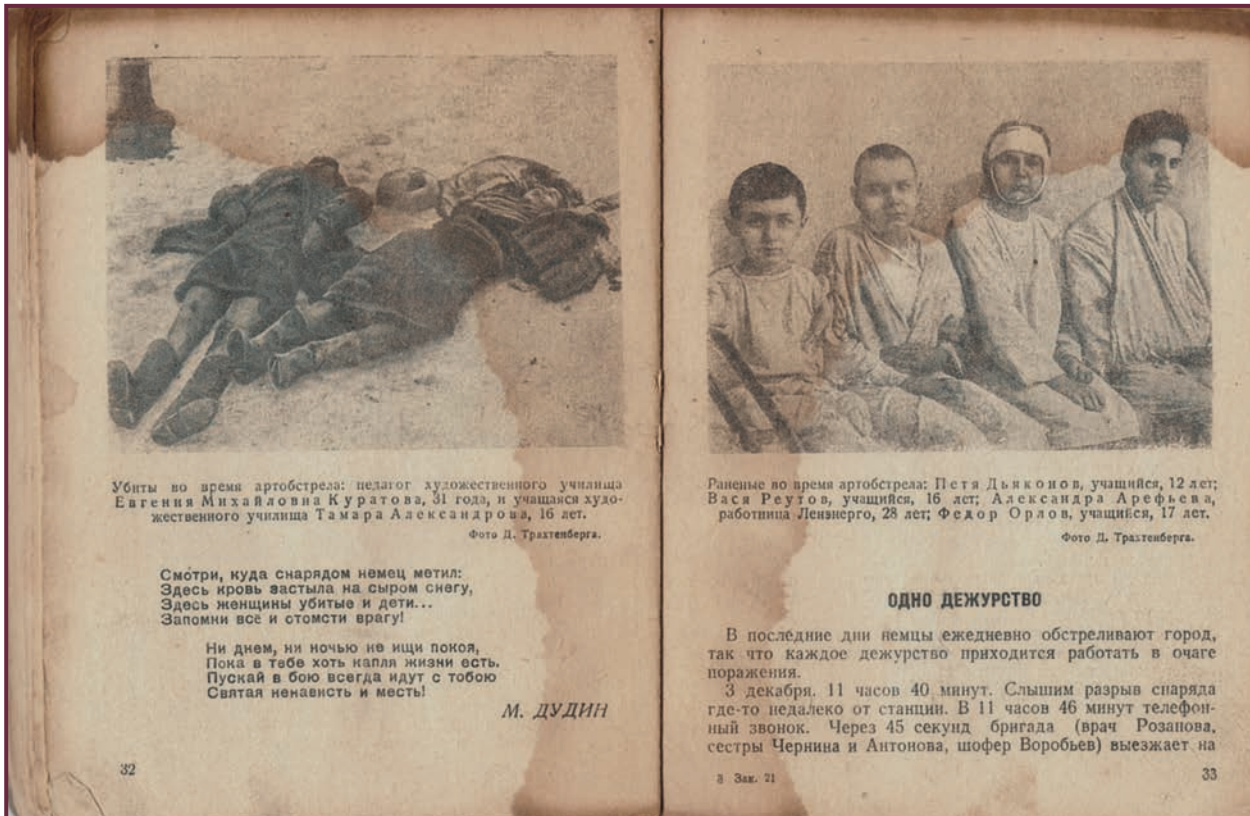 Убиты во время артобстрела: педагог художественного училища
Евгения Михайловна Куратова, 31 года, и учащаяся худо-
жественного училища Тамара Александрова, 16 лет.
Фото Д. Трахтенберга.
Смотри, куда снарядом немец метил:
Здесь кровь застыла на сыром снегу,
Здесь женщины убитые и дети...
Запомни всё и отомсти врагу!
Ни днем, ни ночью не ищи покоя,
Пока в тебе хоть капля жизни есть.
Пускай в бою всегда идут с тобою
Святая ненависть и месть!
М. ДУДИН
32
Раненые во время артобстрела: Петя Дьяконов, учащийся, 12 лет;
Вася Реутов, учащийся, 16 лет; Александра Арефьева,
работница Ленэнерго, 28 лет; Федор Орлов, учащийся, 17 лет.
Фото Д. Трахтенберга.
ОДНО ДЕЖУРСТВО
В последние дни немцы ежедневно обстреливают город,
так что каждое дежурство приходится работать в очаге
поражения.
3 декабря. 11 часов 40 минут. Слышим разрыв снаряда
где-то недалеко от станции. В 11 часов 46 минут телефон-
ный звонок. Через 45 секунд бригада (врач Розанова,
сестры Чернина и Антонова, шофер Воробьев) выезжает на
3 Зак. 21
33